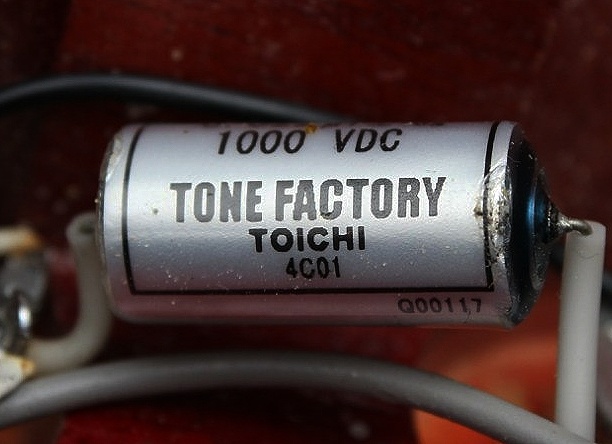 1000 VDC
TONE FACTORY
TOICHI
4C01
Q00117